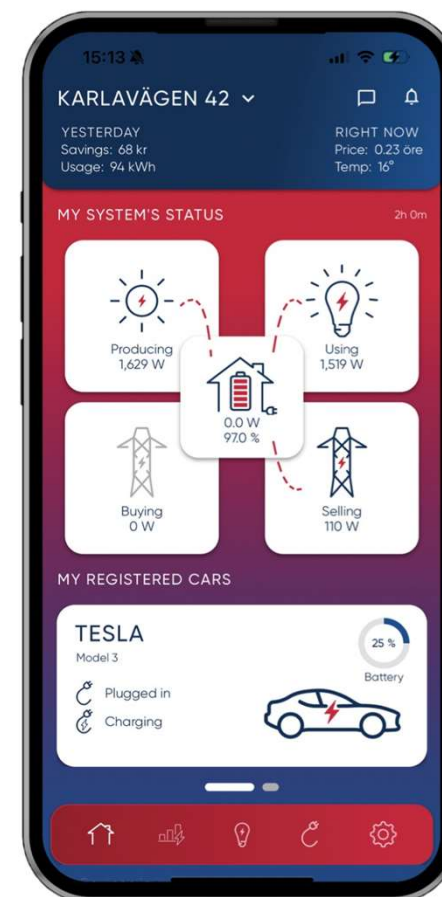 15:13
KARLAVÄGEN 42
YESTERDAY
Savings: 68 kr
Usage: 94 kWh
RIGHT NOW
Price: 0.23 öre
Temp: 16°
MY SYSTEM'S STATUS
2h 0m
Producing
1,629 W
Using
1,519 W
0.0 W
97.0 %
Buying
0 W
Selling
110 W
MY REGISTERED CARS
TESLA
Model 3
25 %
Battery
Plugged in
Charging